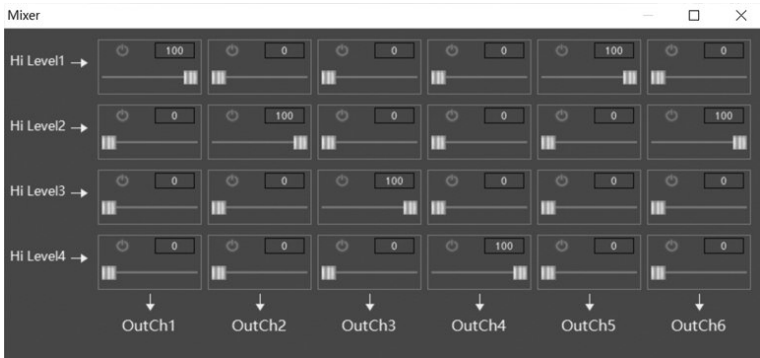 Mixer
Hi Level1 100 0 0 0 100 0
Hi Level2 0 100 0 0 0 100
Hi Level3 0 0 100 0 0 0
Hi Level4 0 0 0 100 0 0
OutCh1 OutCh2 OutCh3 OutCh4 OutCh5 OutCh6